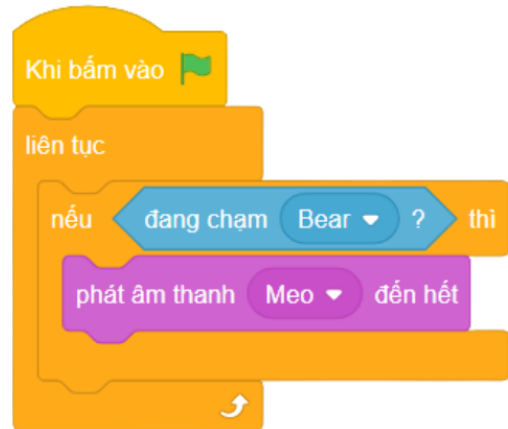 Khi bấm vào
liên tục
nếu đang chạm Bear ? thì
phát âm thanh Meo đến hết